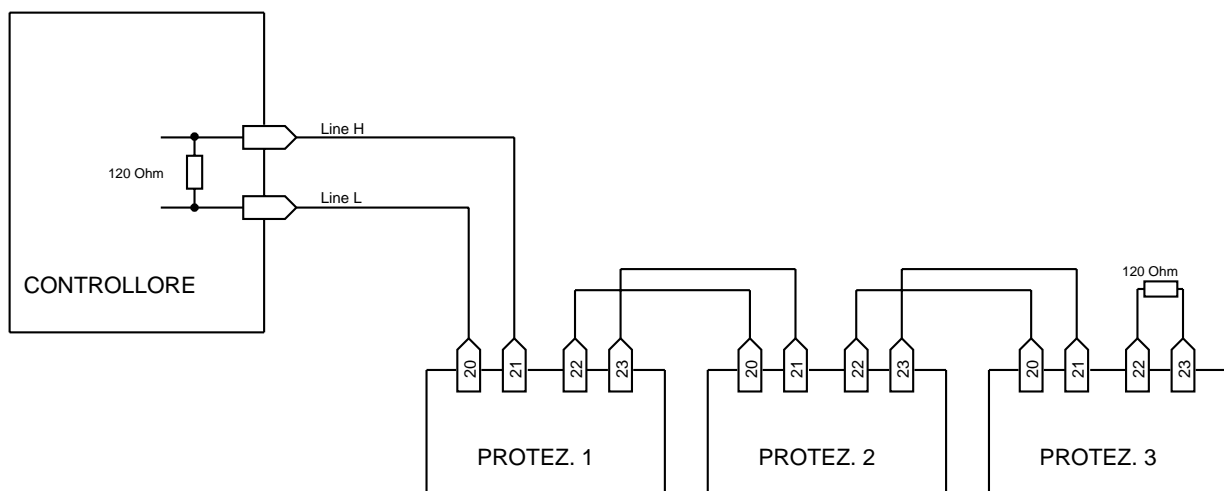 Line H
120 Ohm
Line L
CONTROLLORE
120 Ohm
20 21 22 23
20 21 22 23
20 21 22 23
PROTEZ. 1
PROTEZ. 2
PROTEZ. 3